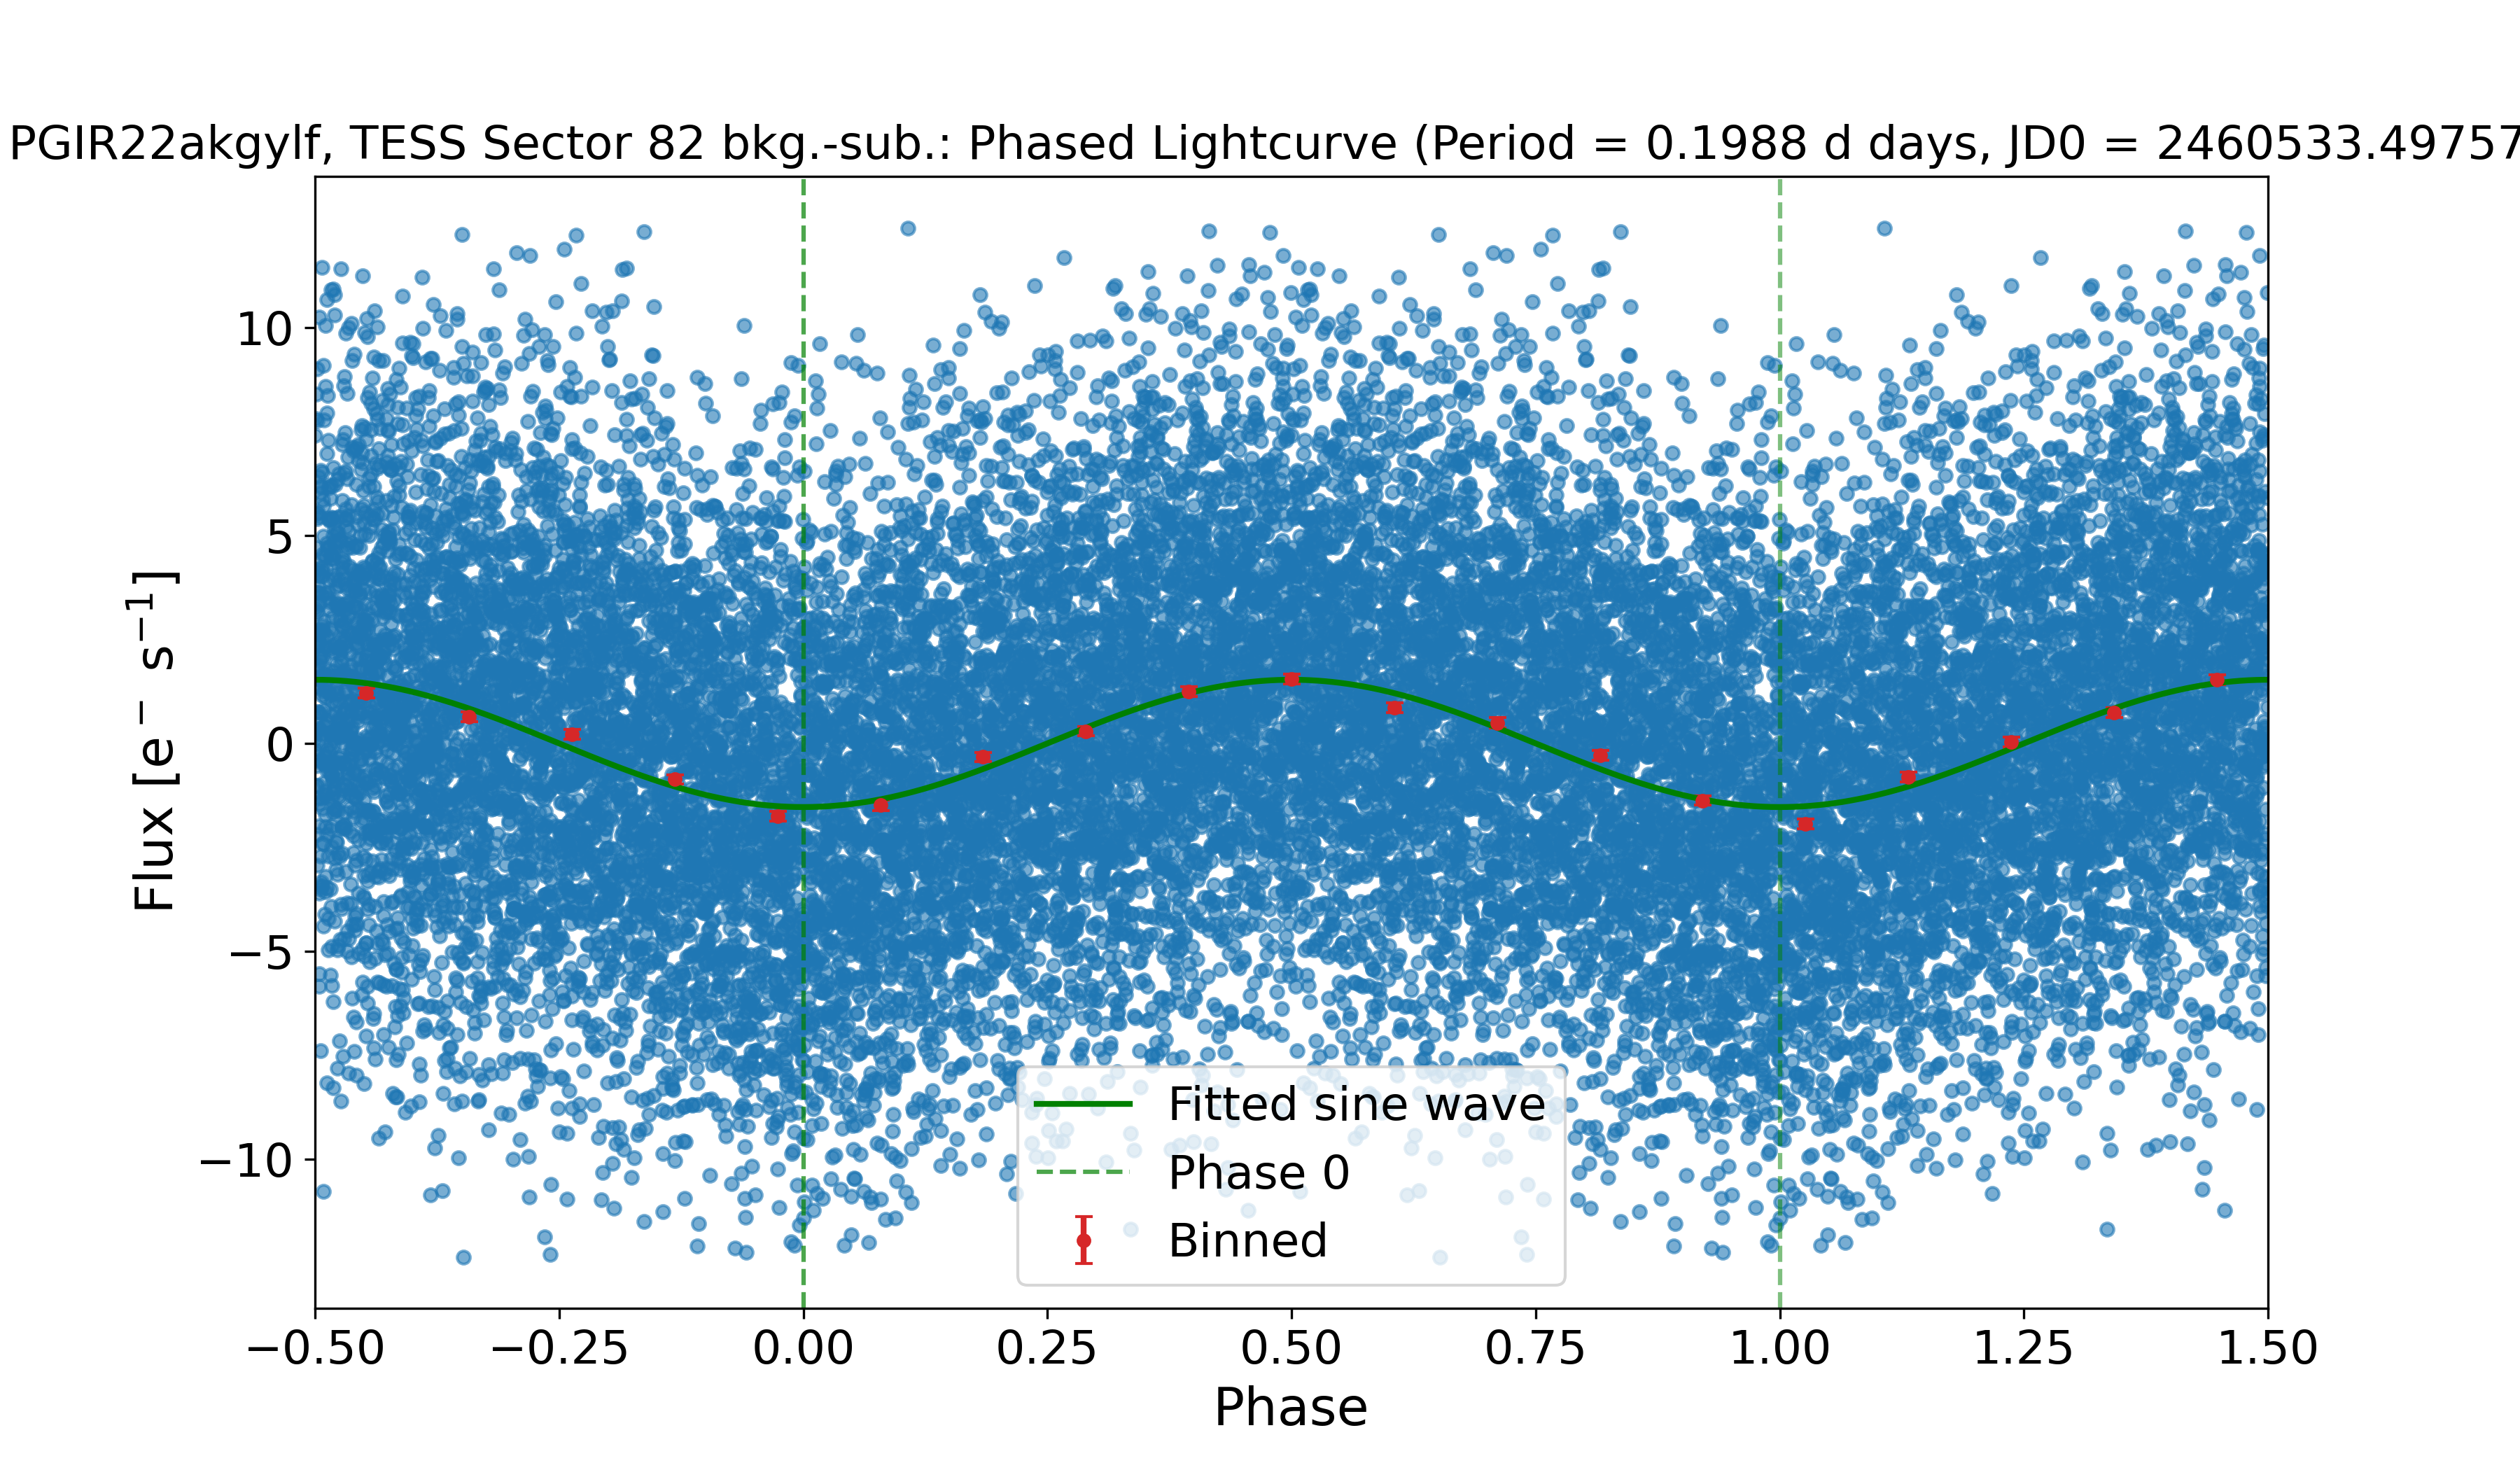 PGIR22akgylf, TESS Sector 82 bkg.-sub.: Phased Lightcurve (Period = 0.1988 d days, JD0 = 2460533.49757
Flux [e⁻ s⁻¹]
10
5
0
−5
−10
Fitted sine wave
Phase 0
Binned
−0.50 −0.25 0.00 0.25 0.50 0.75 1.00 1.25 1.50
Phase